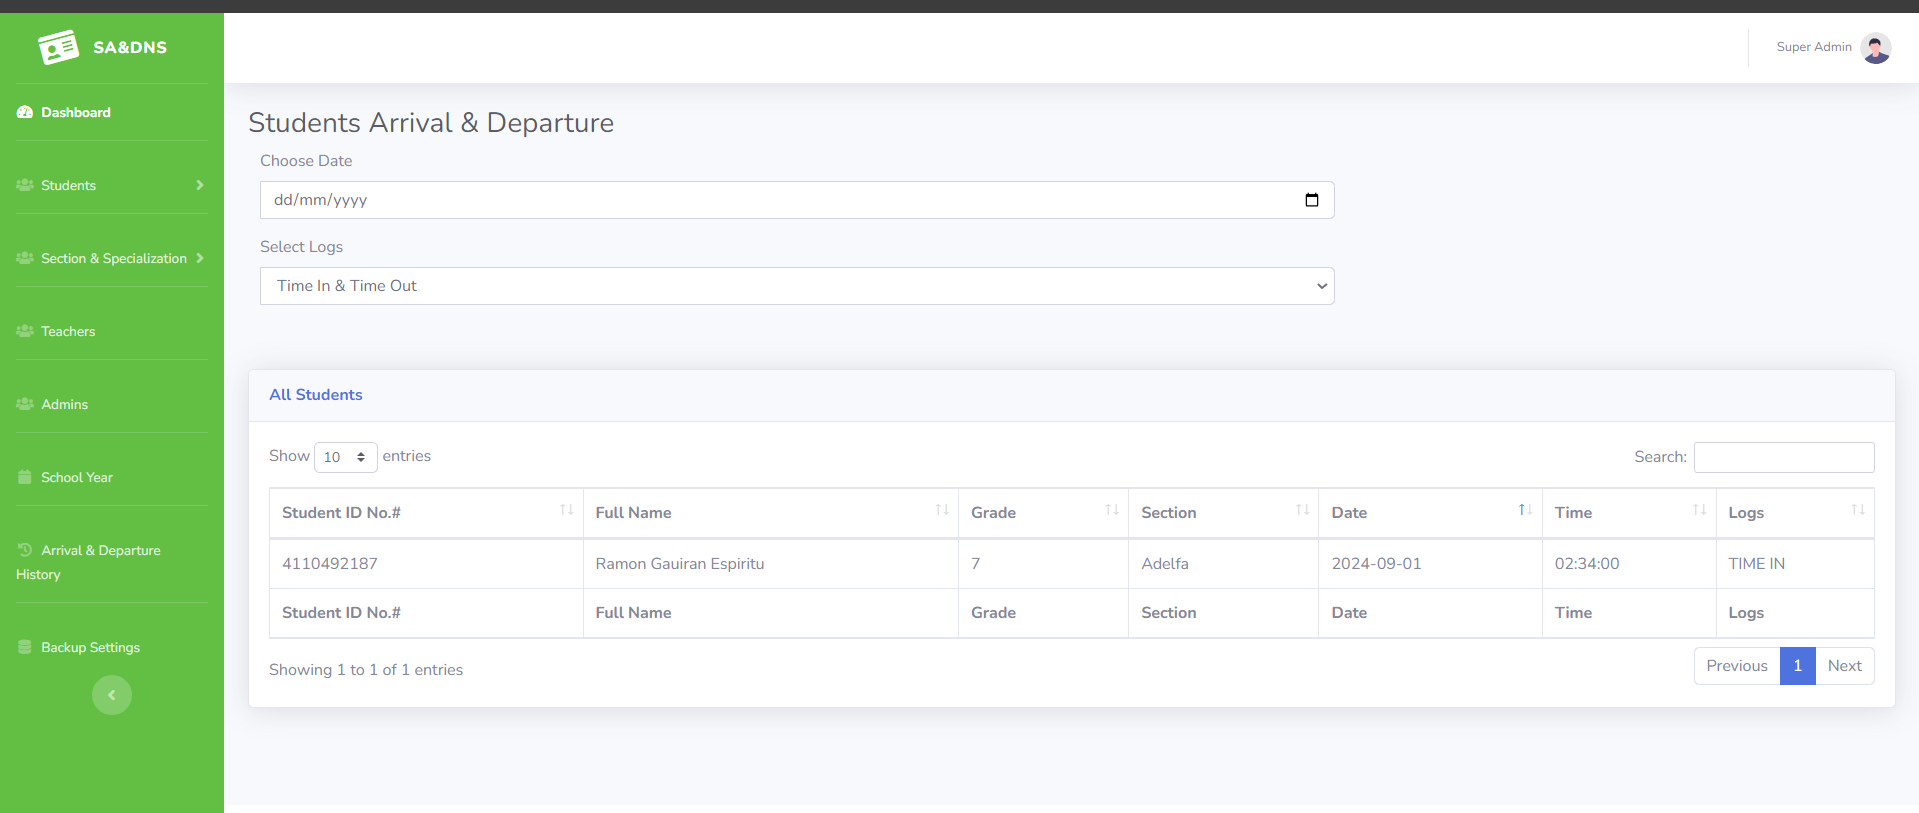 SA&DNS
Super Admin
Dashboard
Students
Section & Specialization
Teachers
Admins
School Year
Arrival & Departure
History
Backup Settings
Students Arrival & Departure
Choose Date
dd/mm/yyyy
Select Logs
Time In & Time Out
All Students
Show 10 entries
Search:
Student ID No.# Full Name Grade Section Date Time Logs
4110492187 Ramon Gauiran Espiritu 7 Adelfa 2024-09-01 02:34:00 TIME IN
Student ID No.# Full Name Grade Section Date Time Logs
Showing 1 to 1 of 1 entries
Previous 1 Next